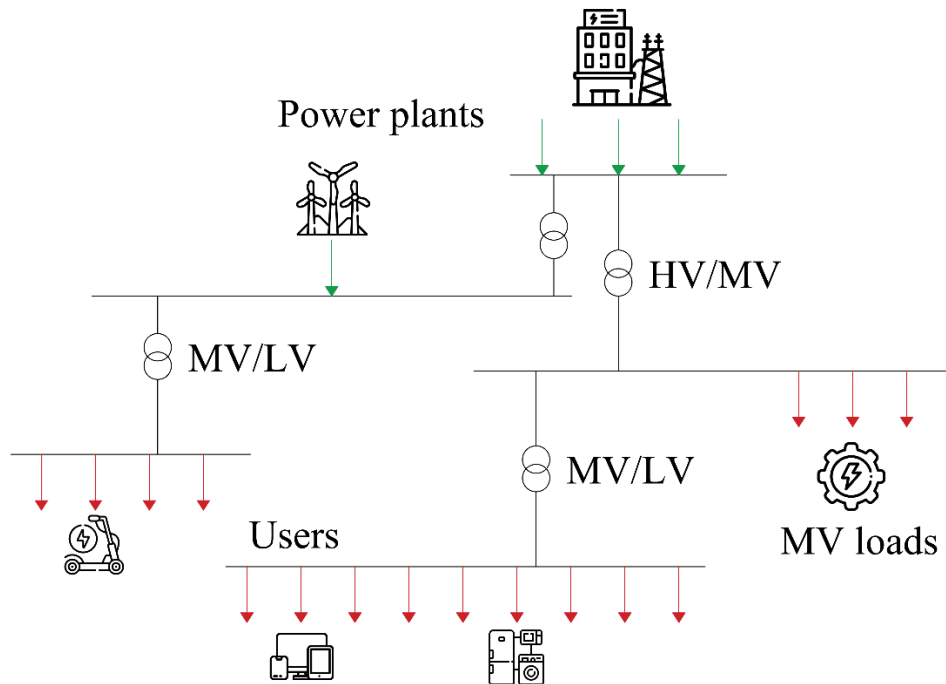 Power plants
HV/MV
MV/LV
MV/LV
Users
MV loads